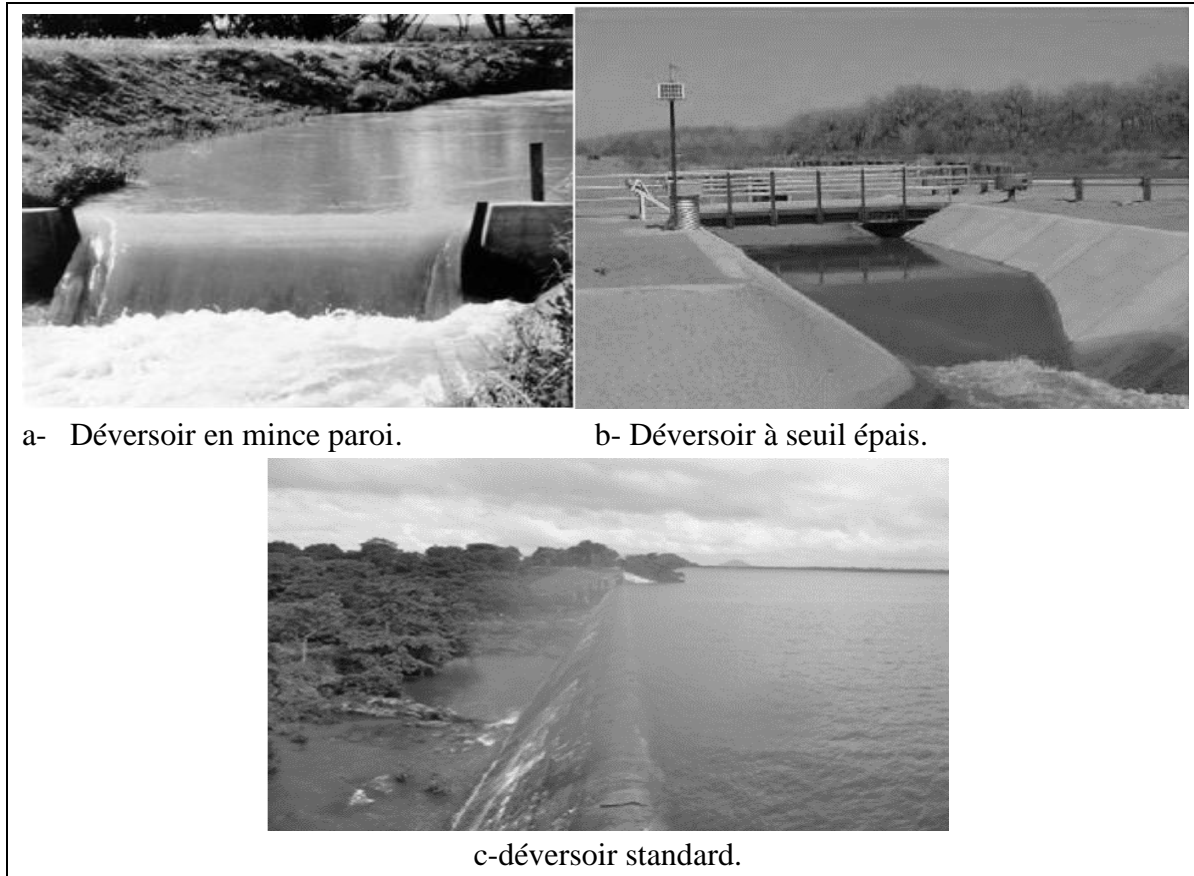 a- Déversoir en mince paroi.
b- Déversoir à seuil épais.
c-déversoir standard.